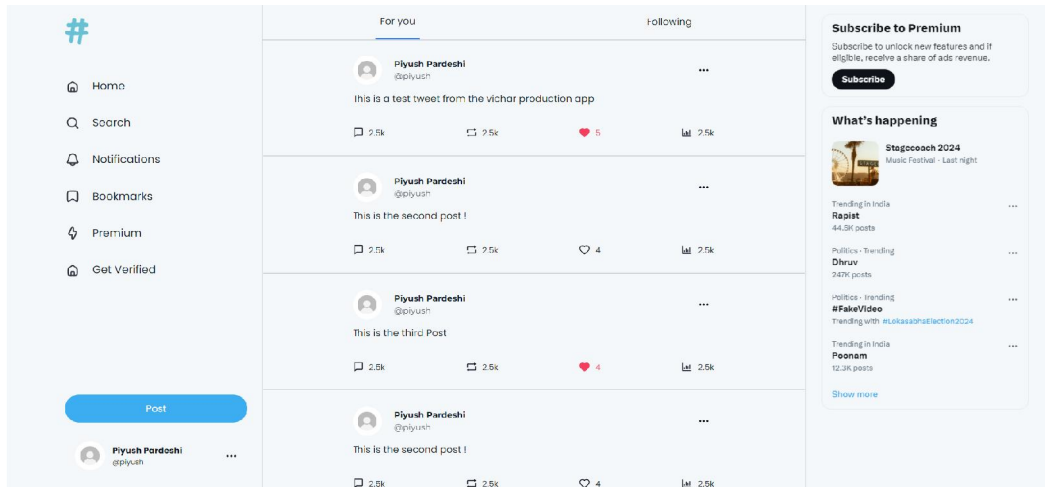 #
Home
Search
Notifications
Bookmarks
Premium
Get Verified
Post
Piyush Pardeshi
@piyush
For you
Following
Piyush Pardeshi
@piyush
This is a test tweet from the vichar production app
2.5k
2.5k
5
2.5k
Piyush Pardeshi
@piyush
This is the second post !
2.5k
2.5k
4
2.5k
Piyush Pardeshi
@piyush
This is the third Post
2.5k
2.5k
4
2.5k
Piyush Pardeshi
@piyush
This is the second post !
2.5k
2.5k
4
2.5k
Subscribe to Premium
Subscribe to unlock new features and if
eligible, receive a share of ads revenue.
Subscribe
What's happening
Stagecoach 2024
Music Festival · Last night
Trending in India
Rapist
44.5K posts
Politics · Trending
Dhruv
247K posts
Politics · Trending
#FakeVideo
Trending with #LoksabhaElection2024
Trending in India
Poonam
12.3K posts
Show more